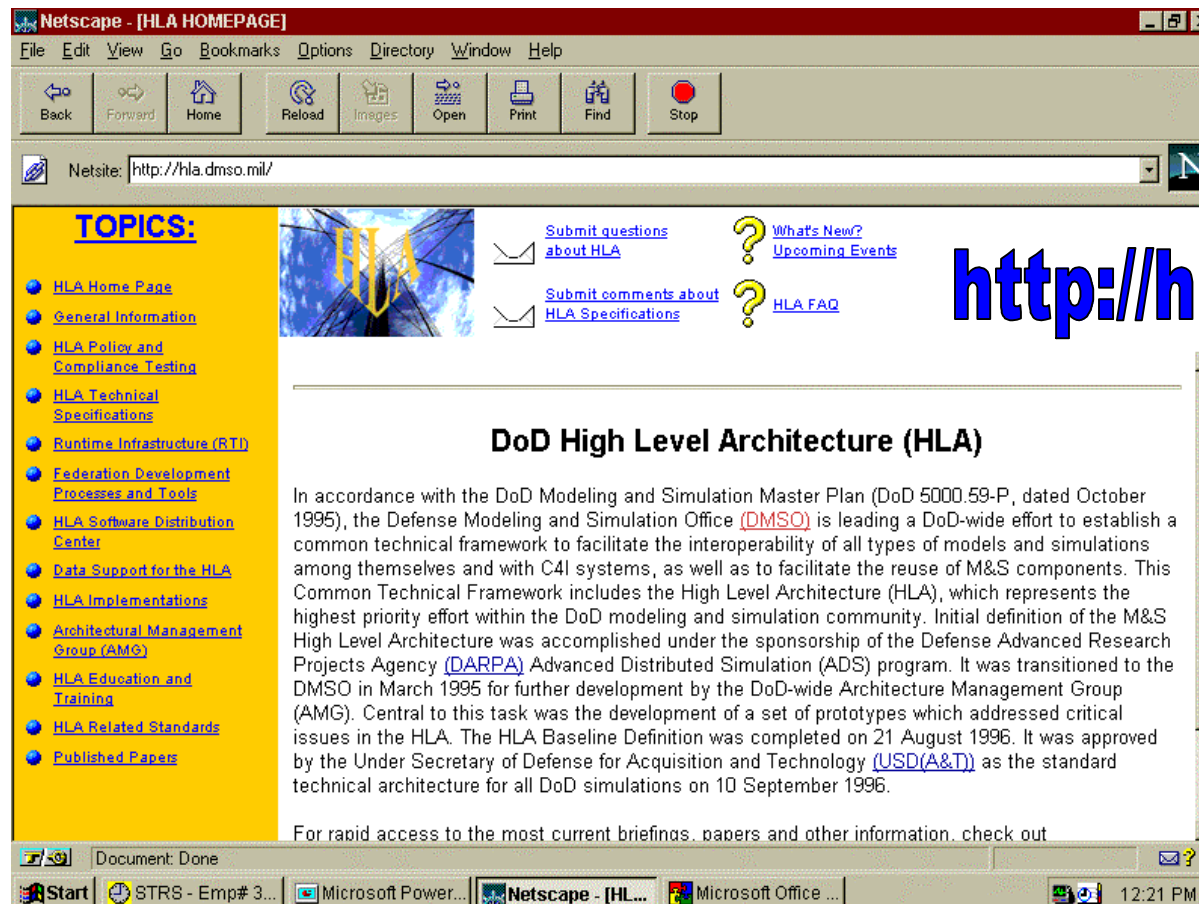 Netscape - [HLA HOMEPAGE]
File Edit View Go Bookmarks Options Directory Window Help
Back Forward Home Reload Images Open Print Find Stop
Netsite: http://hla.dmso.mil/
N
TOPICS:
HLA Home Page
General Information
HLA Policy and
Compliance Testing
HLA Technical
Specifications
Runtime Infrastructure (RTI)
Federation Development
Processes and Tools
HLA Software Distribution
Center
Data Support for the HLA
HLA Implementations
Architectural Management
Group (AMG)
HLA Education and
Training
HLA Related Standards
Published Papers
HLA
Submit questions
about HLA
What's New?
Upcoming Events
Submit comments about
HLA Specifications
HLA FAQ
http://h
DoD High Level Architecture (HLA)
In accordance with the DoD Modeling and Simulation Master Plan (DoD 5000.59-P, dated October
1995), the Defense Modeling and Simulation Office (DMSO) is leading a DoD-wide effort to establish a
common technical framework to facilitate the interoperability of all types of models and simulations
among themselves and with C4I systems, as well as to facilitate the reuse of M&S components. This
Common Technical Framework includes the High Level Architecture (HLA), which represents the
highest priority effort within the DoD modeling and simulation community. Initial definition of the M&S
High Level Architecture was accomplished under the sponsorship of the Defense Advanced Research
Projects Agency (DARPA) Advanced Distributed Simulation (ADS) program. It was transitioned to the
DMSO in March 1995 for further development by the DoD-wide Architecture Management Group
(AMG). Central to this task was the development of a set of prototypes which addressed critical
issues in the HLA. The HLA Baseline Definition was completed on 21 August 1996. It was approved
by the Under Secretary of Defense for Acquisition and Technology (USD(A&T)) as the standard
technical architecture for all DoD simulations on 10 September 1996.
For rapid access to the most current briefings, papers and other information, check out
Document: Done
Start STRS - Emp# 3... Microsoft Power... Netscape - [HL... Microsoft Office ... 12:21 PM